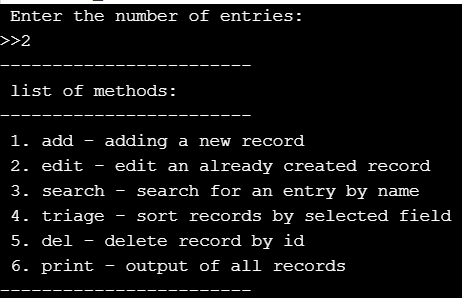 Enter the number of entries:
>>2
------------------------
list of methods:
------------------------
1. add - adding a new record
2. edit - edit an already created record
3. search - search for an entry by name
4. triage - sort records by selected field
5. del - delete record by id
6. print - output of all records
------------------------